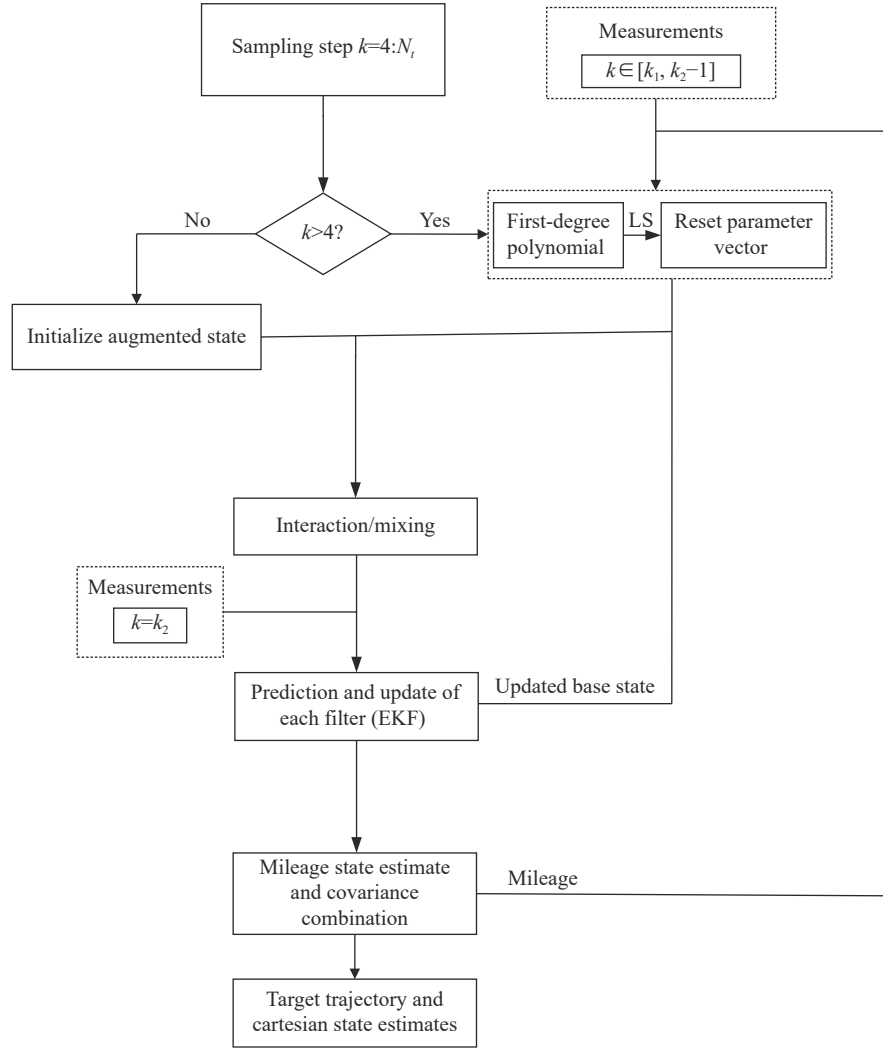 Sampling step k=4:Nₜ
Measurements
k∈[k₁, k₂−1]
No
k>4?
Yes
First-degree
polynomial
LS
Reset parameter
vector
Initialize augmented state
Interaction/mixing
Measurements
k=k₂
Prediction and update of
each filter (EKF)
Updated base state
Mileage state estimate
and covariance
combination
Mileage
Target trajectory and
cartesian state estimates